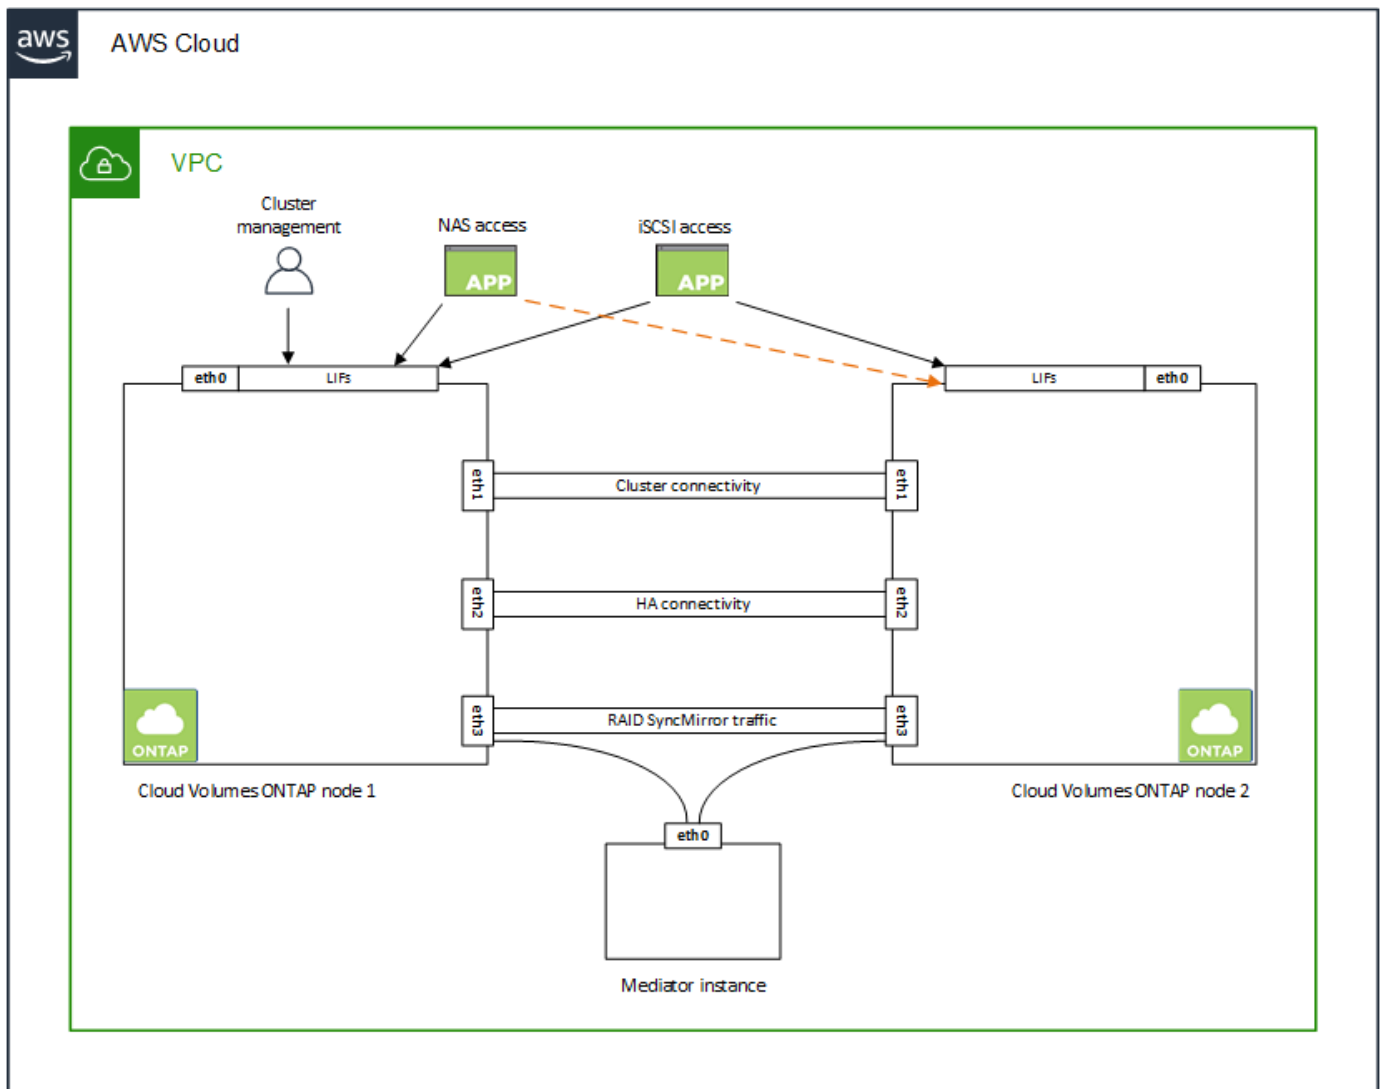 aws
AWS Cloud
VPC
Cluster
management
NAS access
iSCSI access
APP
APP
eth0
LIFs
LIFs
eth0
eth1
Cluster connectivity
eth1
eth2
HA connectivity
eth2
eth3
RAID SyncMirror traffic
eth3
ONTAP
ONTAP
Cloud Volumes ONTAP node 1
Cloud Volumes ONTAP node 2
eth0
Mediator instance